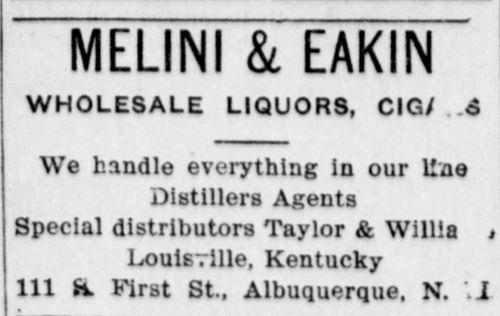 MELINI & EAKIN
WHOLESALE LIQUORS,
We handle everything in our line
Distillers Agents
Special distributors Taylor & 
Louisville, Kentucky
111 First St., Albuquerque, N.